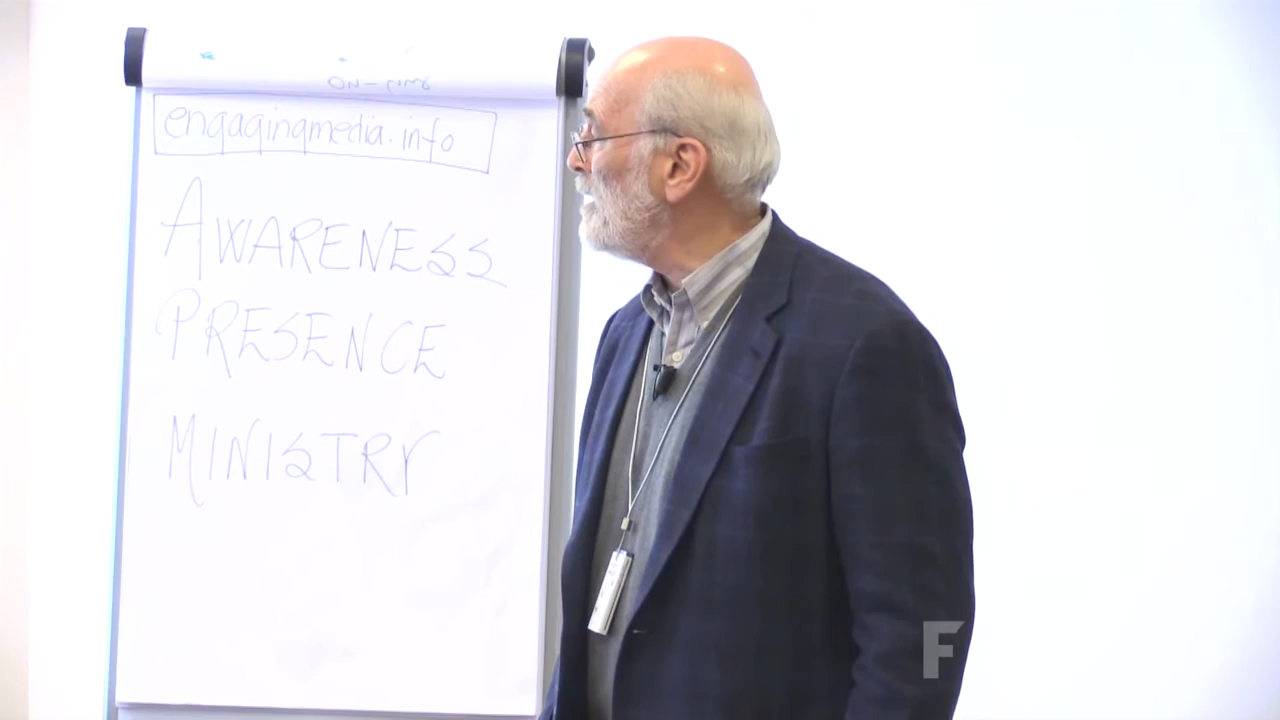 engagingmedia.info
AWARENESS
PRESENCE
MINISTRY
F